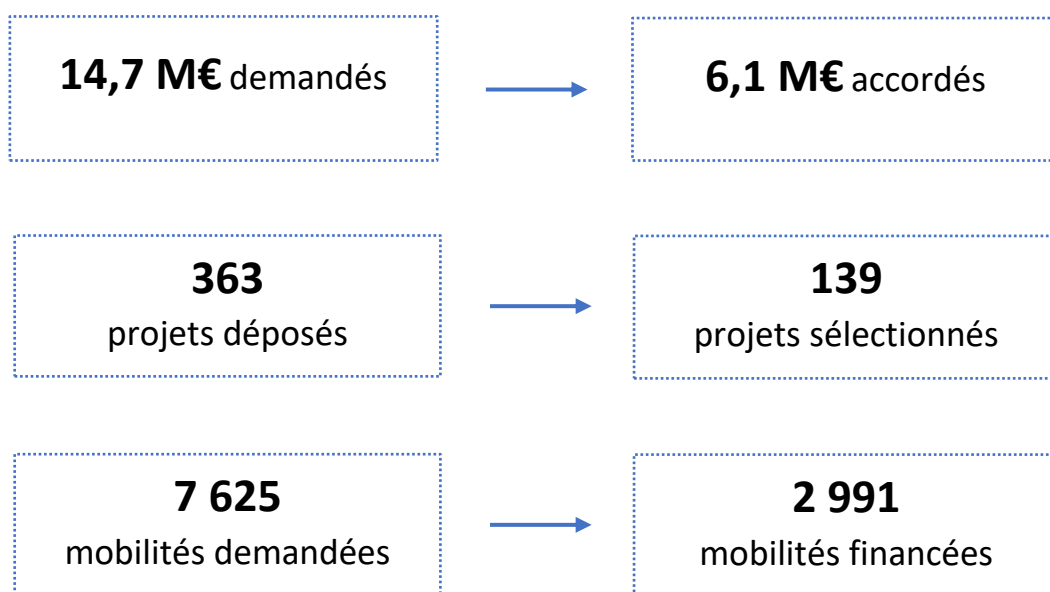 14,7 M€ demandés
6,1 M€ accordés
363
projets déposés
139
projets sélectionnés
7 625
mobilités demandées
2 991
mobilités financées